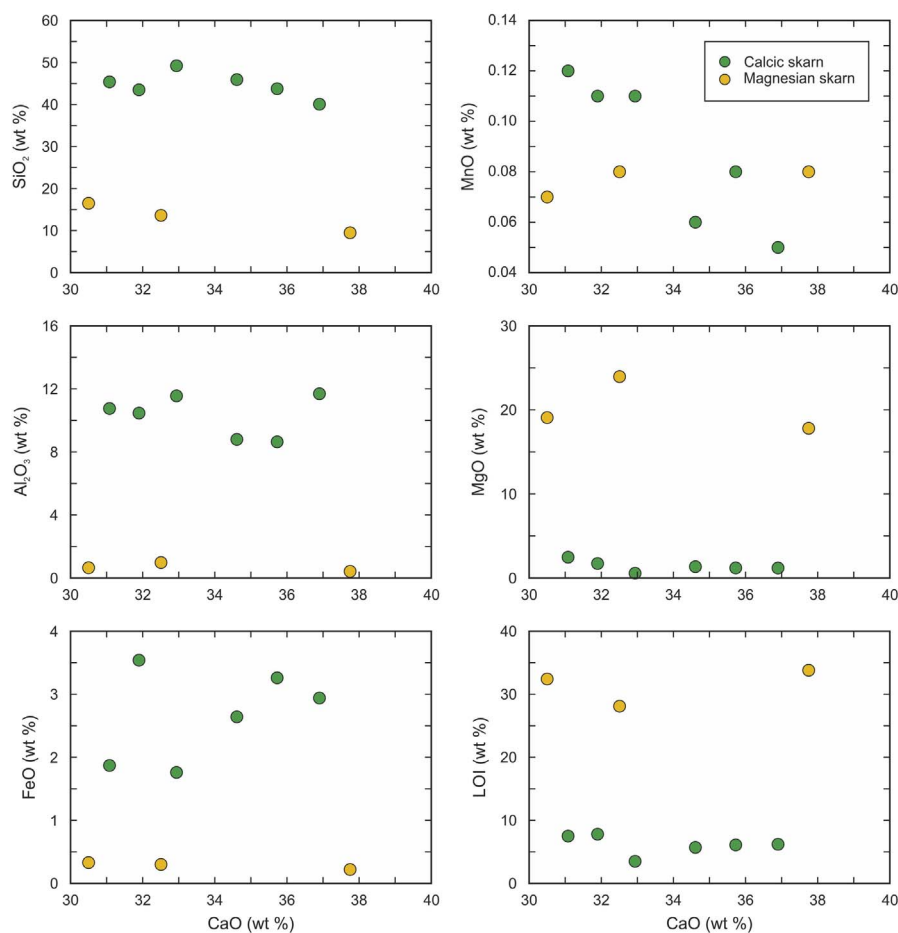 60
50
40
30
20
10
0
SiO₂ (wt %)
30 32 34 36 38 40
0.14
0.12
0.10
0.08
0.06
0.04
MnO (wt %)
Calcic skarn
Magnesian skarn
30 32 34 36 38 40
16
12
8
4
0
Al₂O₃ (wt %)
30 32 34 36 38 40
30
20
10
0
MgO (wt %)
30 32 34 36 38 40
4
3
2
1
0
FeO (wt %)
30 32 34 36 38 40
CaO (wt %)
40
30
20
10
0
LOI (wt %)
30 32 34 36 38 40
CaO (wt %)